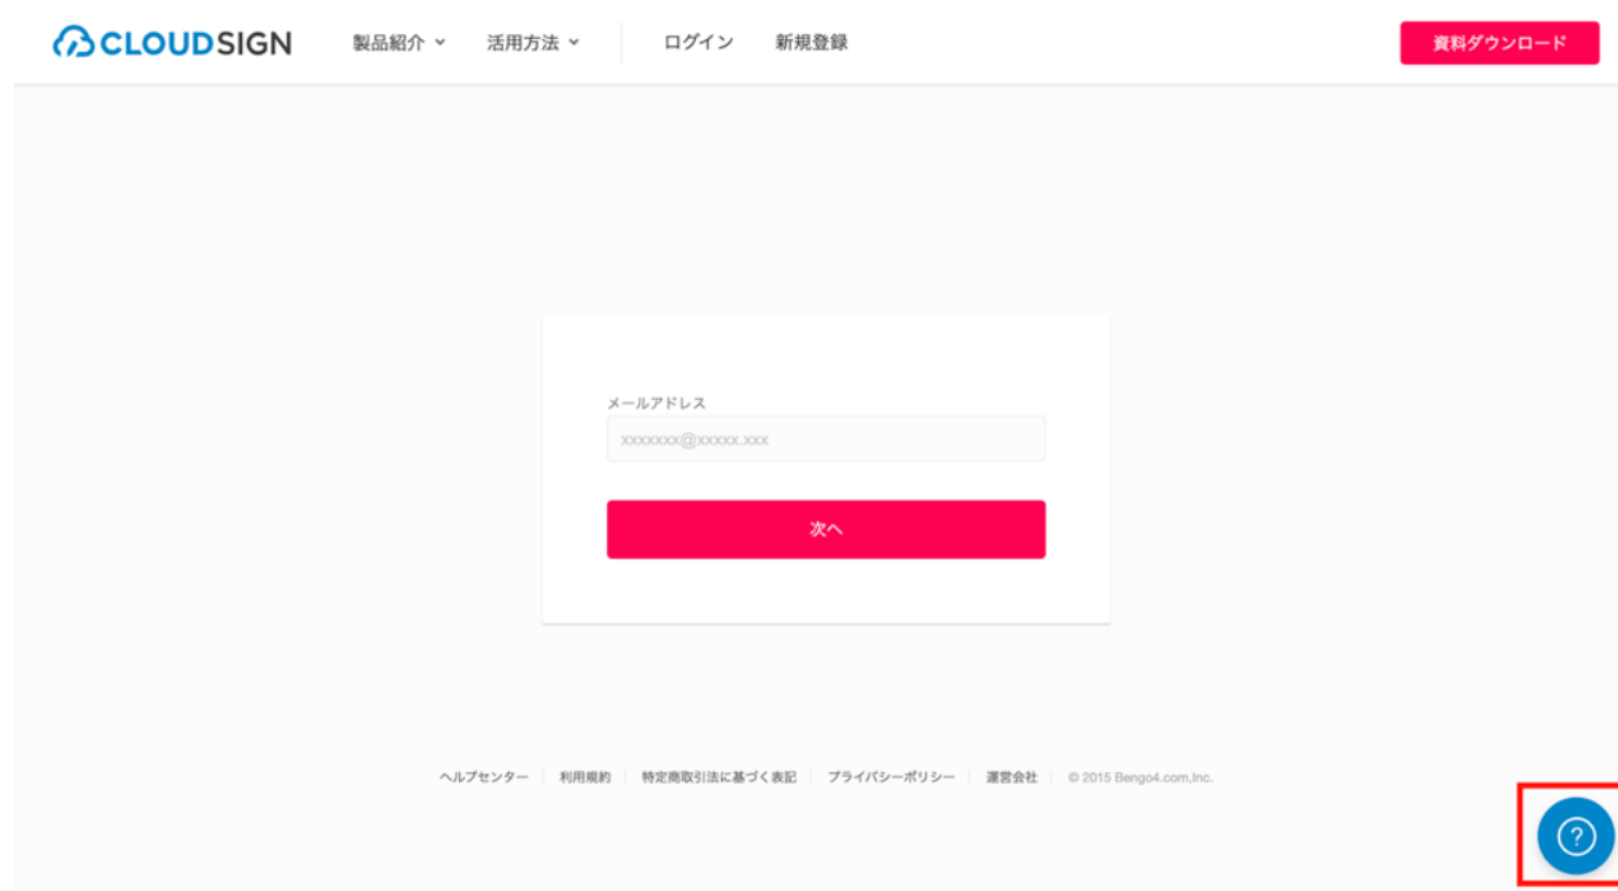 CLOUDSIGN 製品紹介 活用方法 ログイン 新規登録 資料ダウンロード
メールアドレス
xxxxxxx@xxxxx.xxx
次へ
ヘルプセンター 利用規約 特定商取引法に基づく表記 プライバシーポリシー 運営会社 © 2015 Bengo4.com,Inc.
?